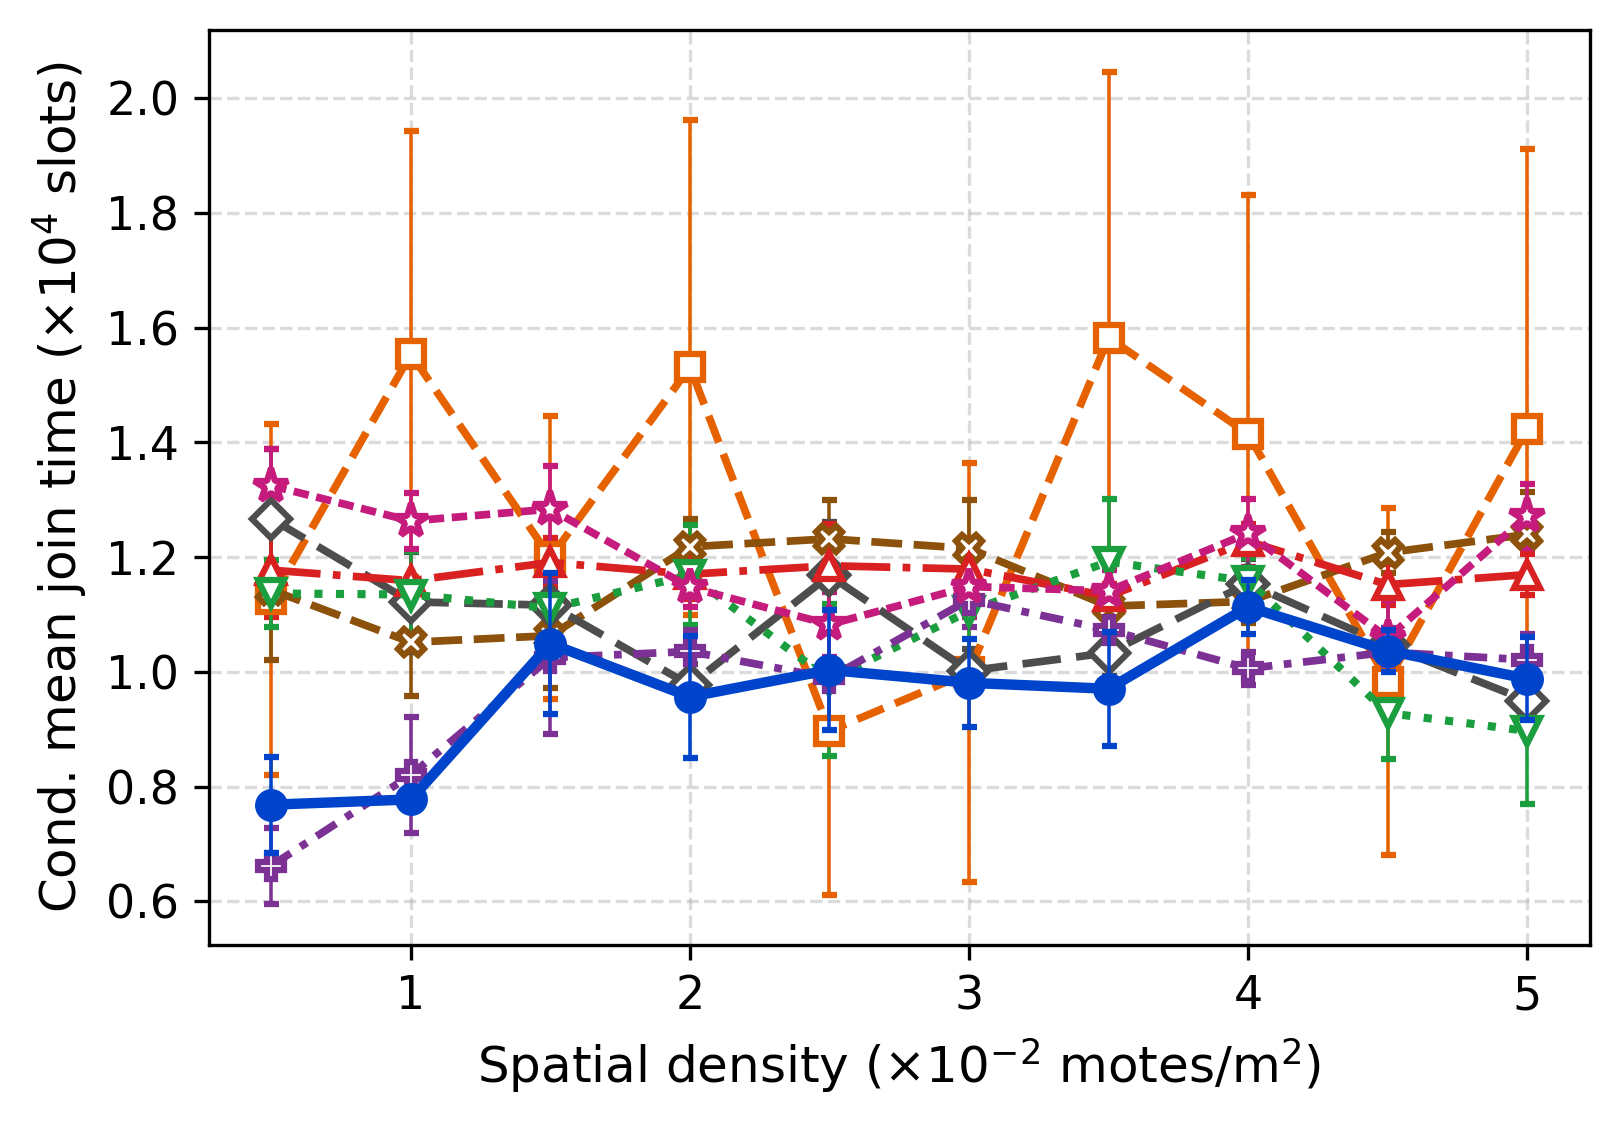 Cond. mean join time (×10⁴ slots)
2.0
1.8
1.6
1.4
1.2
1.0
0.8
0.6
1 2 3 4 5
Spatial density (×10⁻² motes/m²)